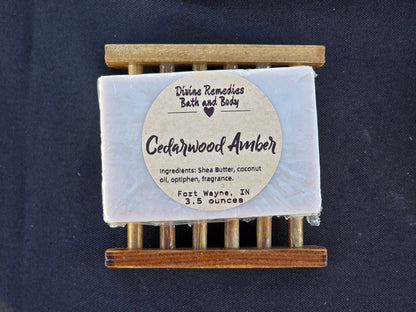 Divine Remedies
Bath and Body
Cedarwood Amber
Ingredients: Shea Butter, coconut
oil, optiphen, fragrance.
Fort Wayne, IN
3.5 ounces